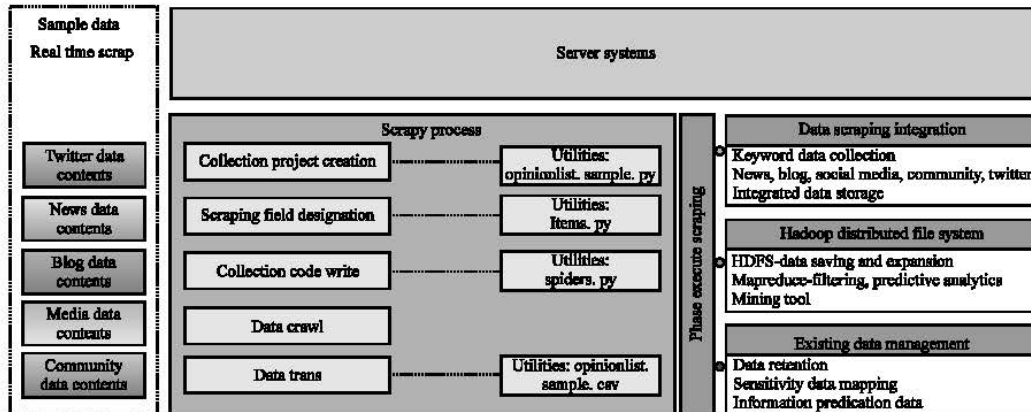 Sample data
Real time scrap
Twitter data
contents
News data
contents
Blog data
contents
Media data
contents
Community
data contents
Server systems
Scrapy process
Collection project creation
Utilities:
opinionlist. sample. py
Scraping field designation
Utilities:
Items. py
Collection code write
Utilities:
spiders. py
Data crawl
Data trans
Utilities: opinionlist.
sample. csv
Phase execute scraping
Data scraping integration
Keyword data collection
News, blog, social media, community, twitter
Integrated data storage
Hadoop distributed file system
HDFS-data saving and expansion
Mapreduce-filtering, predictive analytics
Mining tool
Existing data management
Data retention
Sensitivity data mapping
Information predication data